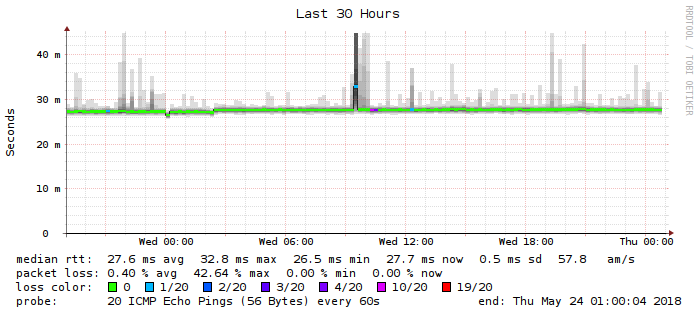 Last 30 Hours
RRDTOOL / TOBI OETIKER
Seconds
40 m
30 m
20 m
10 m
0
Wed 00:00 Wed 06:00 Wed 12:00 Wed 18:00 Thu 00:00
median rtt: 27.6 ms avg 32.8 ms max 26.5 ms min 27.7 ms now 0.5 ms sd 57.8 am/s
packet loss: 0.40 % avg 42.64 % max 0.00 % min 0.00 % now
loss color: 0 1/20 2/20 3/20 4/20 10/20 19/20
probe: 20 ICMP Echo Pings (56 Bytes) every 60s end: Thu May 24 01:00:04 2018